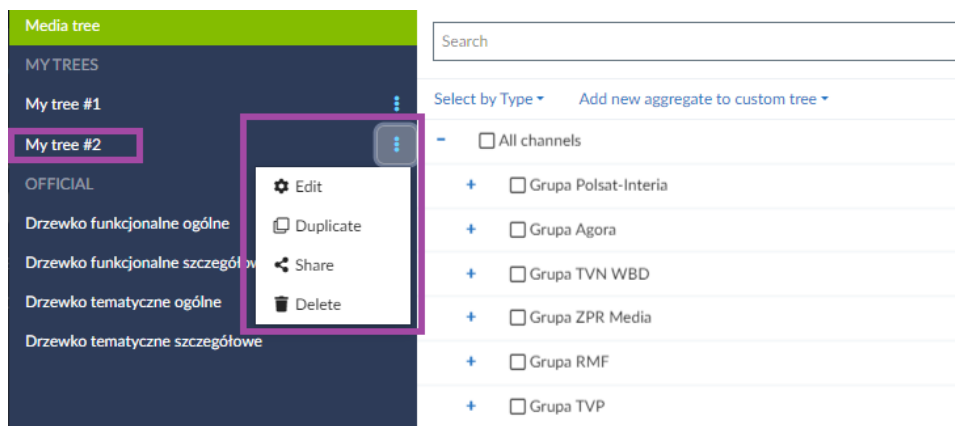 Media tree
MY TREES
My tree #1
My tree #2
OFFICIAL
Drzewko funkcjonalne ogólne
Drzewko funkcjonalne
Drzewko tematyczne ogólne
Drzewko tematyczne szczegółowe
Edit
Duplicate
Share
Delete
Search
Select by Type
Add new aggregate to custom tree
All channels
Grupa Polsat-Interia
Grupa Agora
Grupa TVN WBD
Grupa ZPR Media
Grupa RMF
Grupa TVP